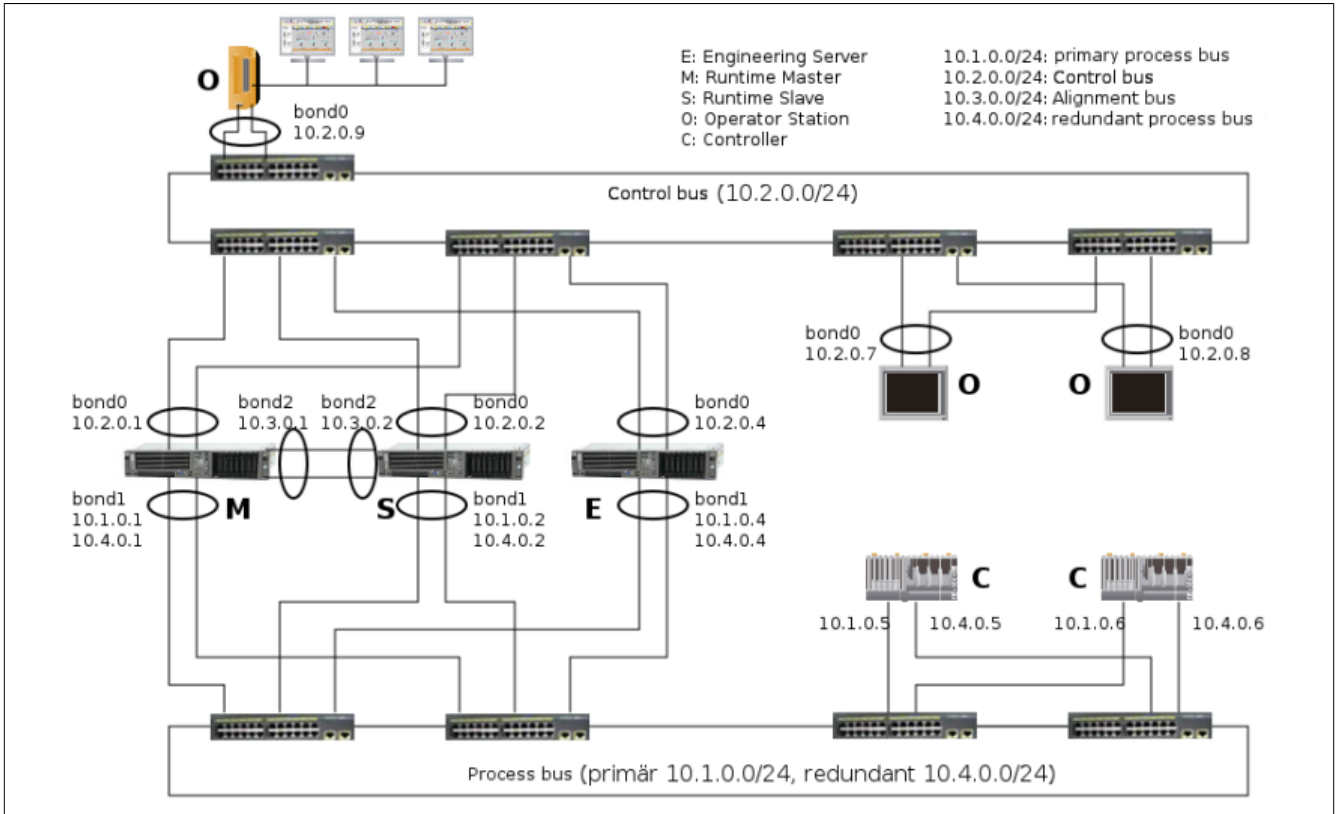 E: Engineering Server
M: Runtime Master
S: Runtime Slave
O: Operator Station
C: Controller
10.1.0.0/24: primary process bus
10.2.0.0/24: Control bus
10.3.0.0/24: Alignment bus
10.4.0.0/24: redundant process bus
O
bond0
10.2.0.9
Control bus (10.2.0.0/24)
bond0
10.2.0.7
O
O
bond0
10.2.0.8
bond0
10.2.0.1
bond2
10.3.0.1
bond2
10.3.0.2
bond0
10.2.0.2
bond0
10.2.0.4
bond1
10.1.0.1
10.4.0.1
M
S
bond1
10.1.0.2
10.4.0.2
E
bond1
10.1.0.4
10.4.0.4
C
C
10.1.0.5
10.4.0.5
10.1.0.6
10.4.0.6
Process bus (primär 10.1.0.0/24, redundant 10.4.0.0/24)